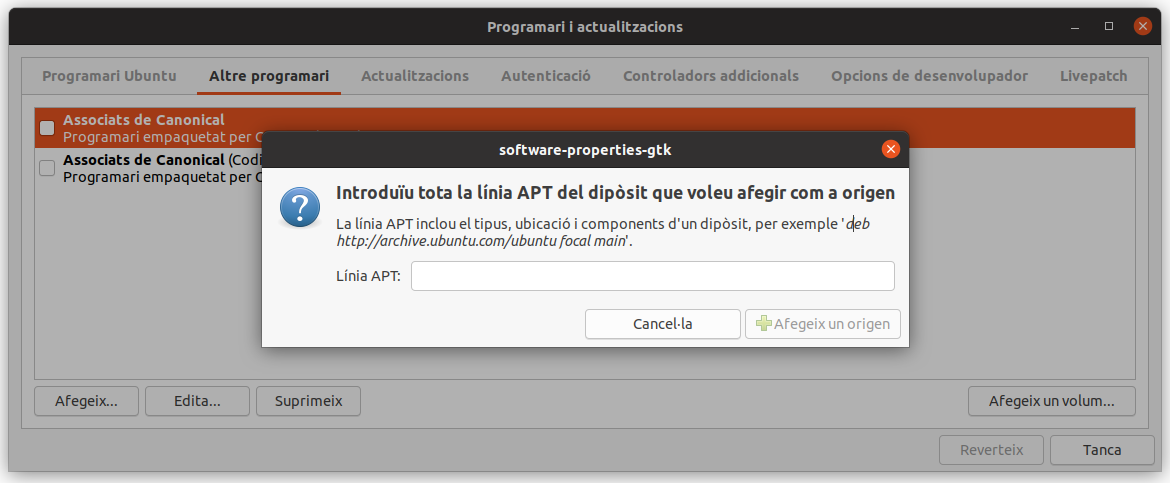 Programari i actualitzacions
Programari Ubuntu Altre programari Actualitzacions Autenticació Controladors addicionals Opcions de desenvolupador Livepatch
Associats de Canonical
Programari empaquetat per
Associats de Canonical (Codi
Programari empaquetat per
software-properties-gtk
Introduïu tota la línia APT del dipòsit que voleu afegir com a origen
La línia APT inclou el tipus, ubicació i components d'un dipòsit, per exemple 'deb
http://archive.ubuntu.com/ubuntu focal main'.
Línia APT:
Cancel·la Afegeix un origen
Afegeix... Edita... Suprimeix Afegeix un volum...
Reverteix Tanca